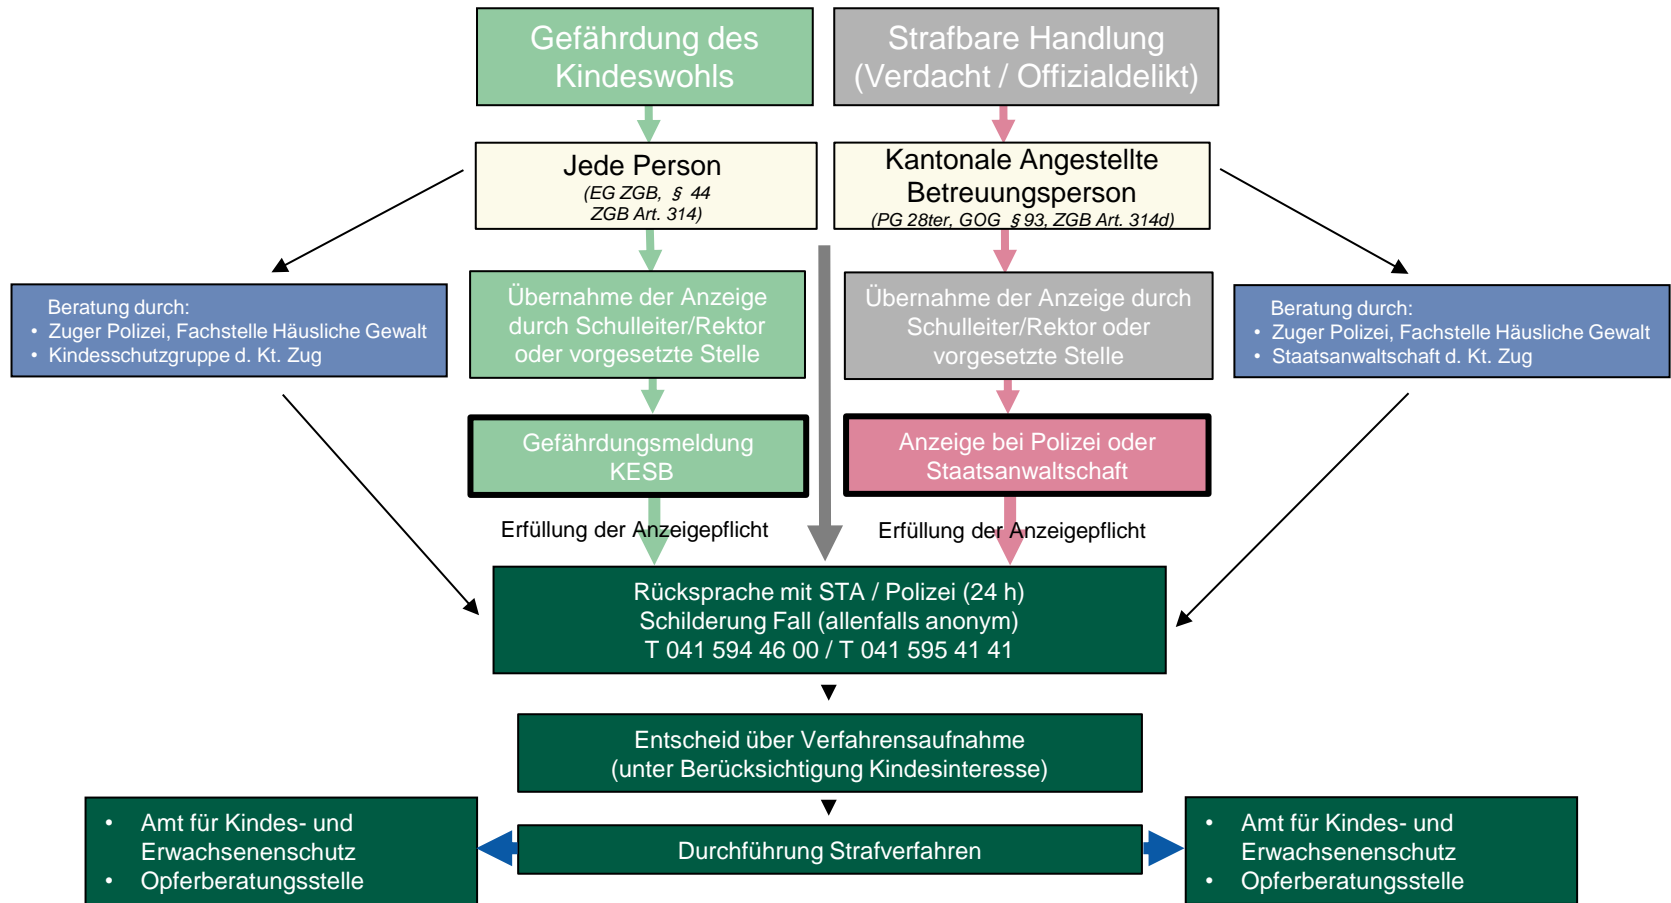 Gefährdung des
Kindeswohls
Strafbare Handlung
(Verdacht / Offizialdelikt)
Jede Person
(EG ZGB, § 44
ZGB Art. 314)
Kantonale Angestellte
Betreuungsperson
(PG 28ter, GOG § 93, ZGB Art. 314d)
Beratung durch:
• Zuger Polizei, Fachstelle Häusliche Gewalt
• Kindesschutzgruppe d. Kt. Zug
Übernahme der Anzeige
durch Schulleiter/Rektor
oder vorgesetzte Stelle
Übernahme der Anzeige durch
Schulleiter/Rektor oder
vorgesetzte Stelle
Beratung durch:
• Zuger Polizei, Fachstelle Häusliche Gewalt
• Staatsanwaltschaft d. Kt. Zug
Gefährdungsmeldung
KESB
Anzeige bei Polizei oder
Staatsanwaltschaft
Erfüllung der Anzeigepflicht
Erfüllung der Anzeigepflicht
Rücksprache mit STA / Polizei (24 h)
Schilderung Fall (allenfalls anonym)
T 041 594 46 00 / T 041 595 41 41
Entscheid über Verfahrensaufnahme
(unter Berücksichtigung Kindesinteresse)
• Amt für Kindes- und
Erwachsenenschutz
• Opferberatungsstelle
Durchführung Strafverfahren
• Amt für Kindes- und
Erwachsenenschutz
• Opferberatungsstelle